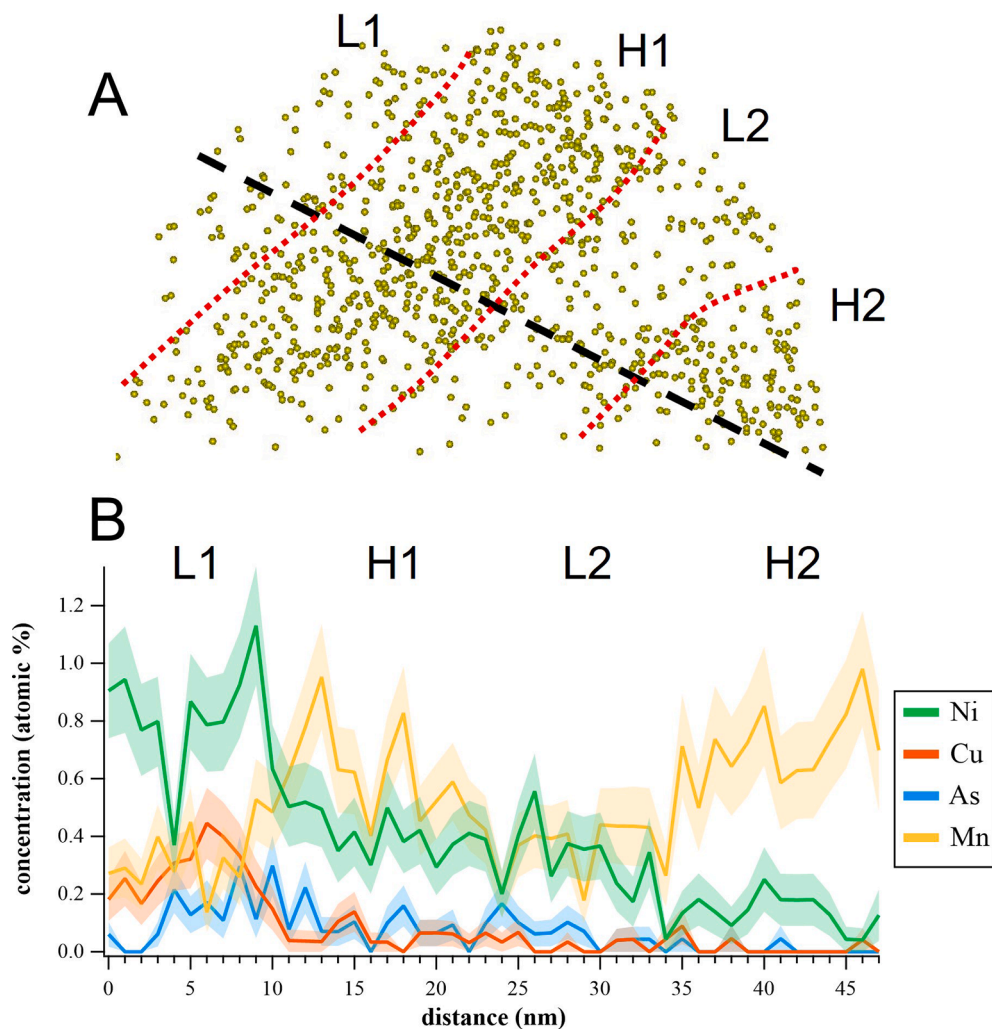 L1
H1
A
L2
H2
B
L1 H1 L2 H2
concentration (atomic %)
1.2
1.0
0.8
0.6
0.4
0.2
0.0
0 5 10 15 20 25 30 35 40 45
distance (nm)
Ni
Cu
As
Mn